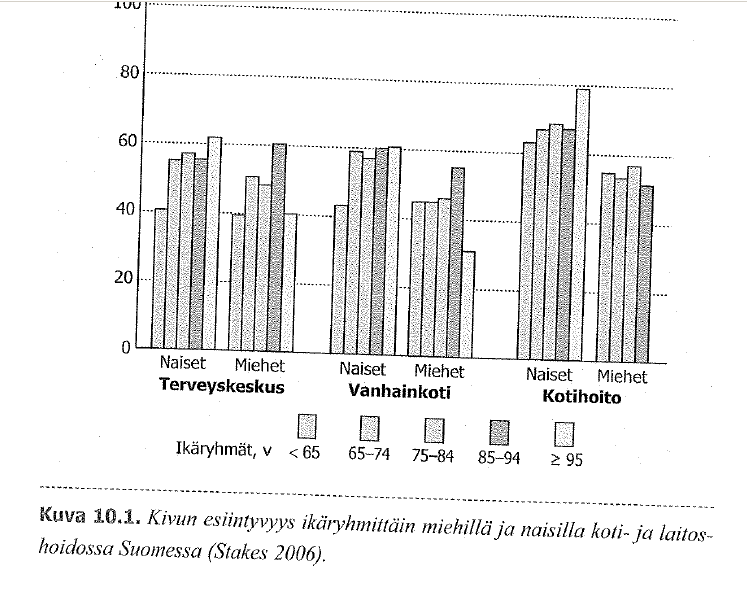 100
80
60
40
20
0
Naiset Miehet Naiset Miehet Naiset Miehet
Terveyskeskus Vanhainkoti Kotihoito
Ikäryhmät, v < 65 65–74 75–84 85–94 ≥ 95
Kuva 10.1. Kivun esiintyvyys ikäryhmittäin miehillä ja naisilla koti- ja laitos-
hoidossa Suomessa (Stakes 2006).